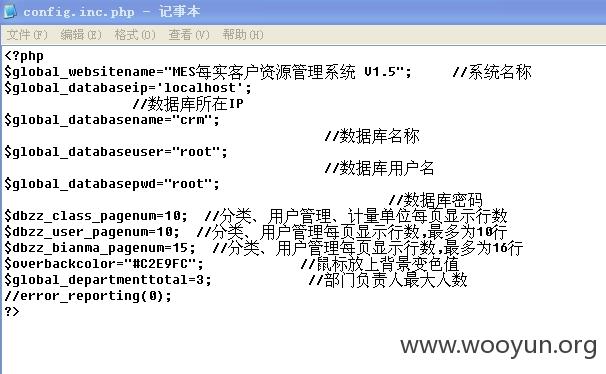 config.inc.php - 记事本
文件(F) 编辑(E) 格式(O) 查看(V) 帮助(H)
<?php
$global_websitename="MES每实客户资源管理系统 V1.5"; //系统名称
$global_databaseip='localhost';
//数据库所在IP
$global_databasename="crm";
//数据库名称
$global_databaseuser="root";
//数据库用户名
$global_databasepwd="root";
//数据库密码
$dbzz_class_pagenum=10; //分类、用户管理、计量单位每页显示行数
$dbzz_user_pagenum=10; //分类、用户管理每页显示行数,最多为10行
$dbzz_bianma_pagenum=15; //分类、用户管理每页显示行数,最多为16行
$overbackcolor="#C2E9FC"; //鼠标放上背景变色值
$global_departmenttotal=3; //部门负责人最大人数
//error_reporting(0);
?>
www.wooyun.org